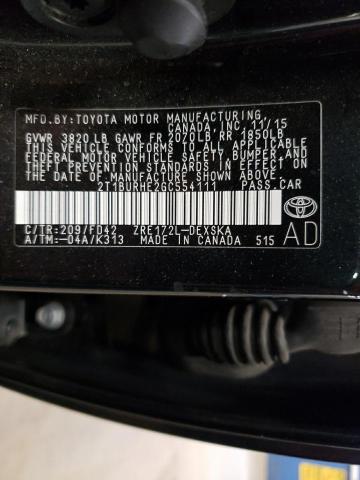 MFD.BY:TOYOTA MOTOR MANUFACTURING,
CANADA, INC. 11/15
GVWR 3820 LB GAWR FR 2070LB RR 1850LB
THIS VEHICLE CONFORMS TO ALL APPLICABLE
FEDERAL MOTOR VEHICLE SAFETY, BUMPER, AND
THEFT PREVENTION STANDARDS IN EFFECT ON
THE DATE OF MANUFACTURE SHOWN ABOVE.
2T1BURHE2GC554111 PASS.CAR
C/TR:209/FD42 ZRE172L-DEXSKA
A/TM:-04A/K313 MADE IN CANADA 515
AD